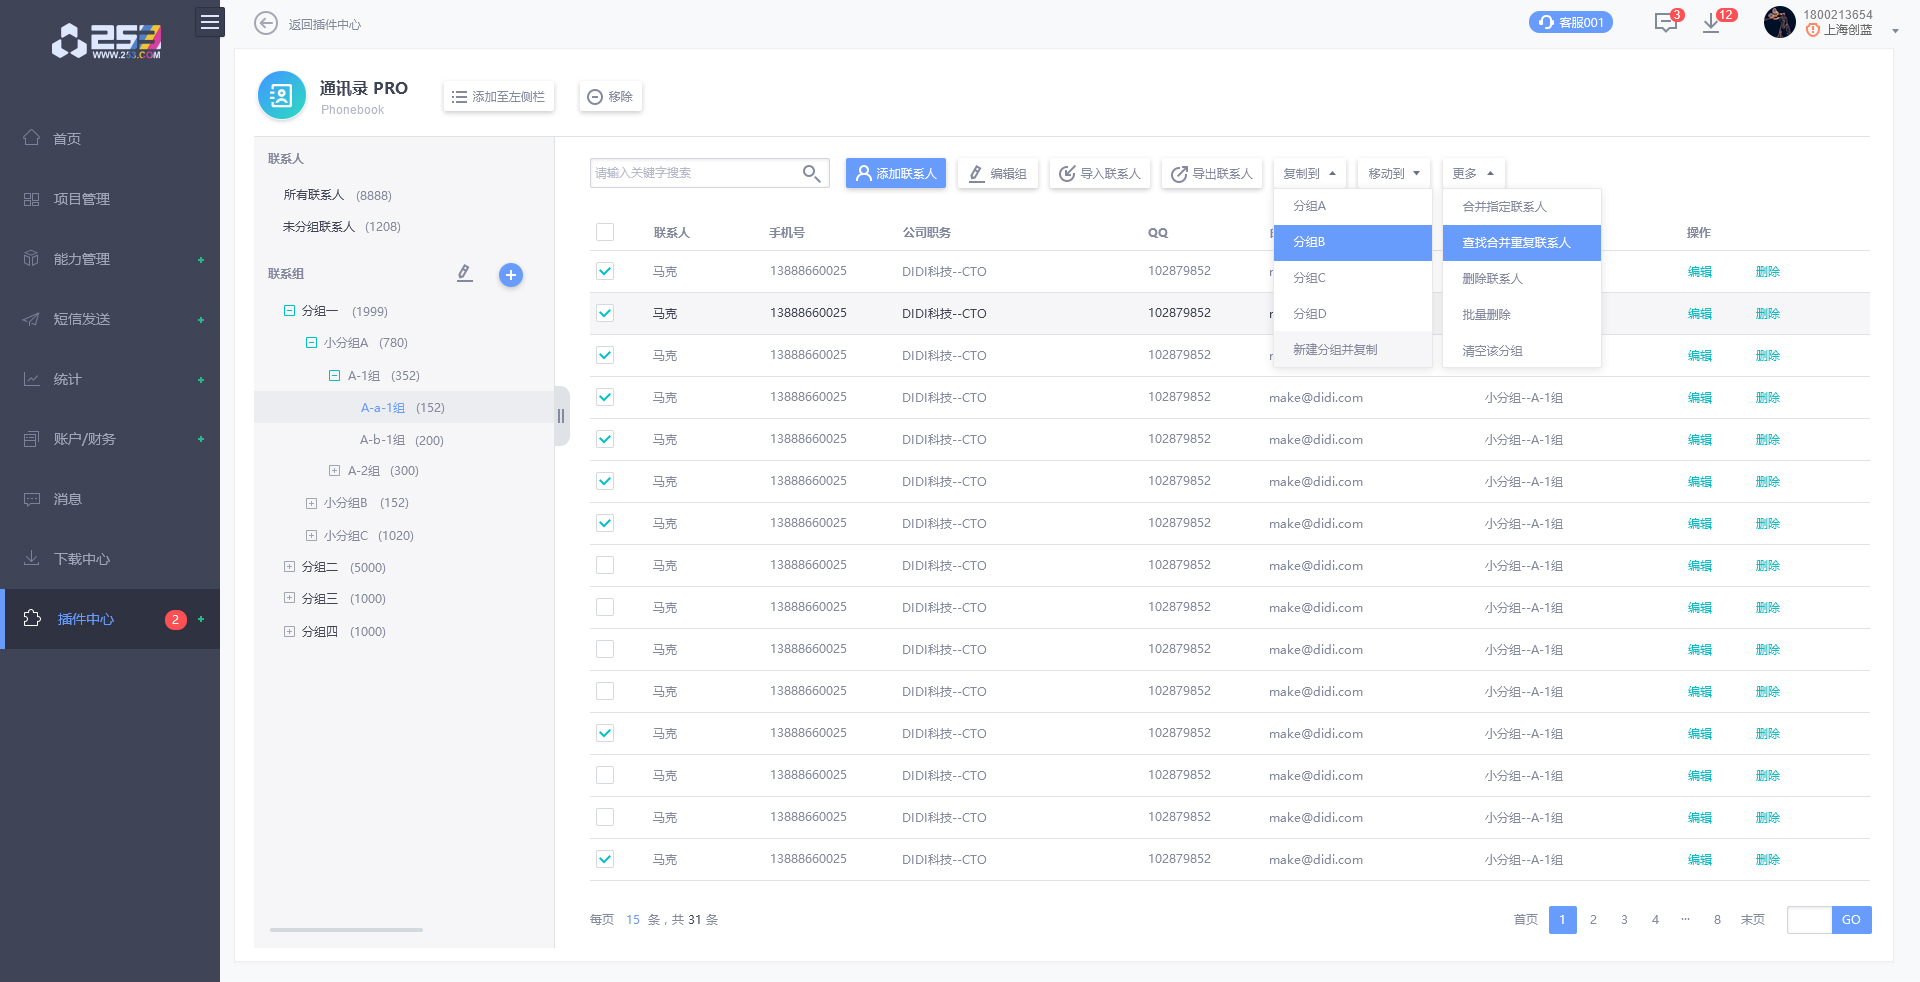 253
WWW.253.COM
返回插件中心
客服001
3
12
1800213654
上海创蓝
首页
项目管理
能力管理 +
短信发送 +
统计 +
账户/财务 +
消息
下载中心
插件中心 2 +
通讯录 PRO
Phonebook
添加至左侧栏
移除
联系人
所有联系人 (8888)
未分组联系人 (1208)
联系组
分组一 (1999)
小分组A (780)
A-1组 (352)
A-a-1组 (152)
A-b-1组 (200)
A-2组 (300)
小分组B (152)
小分组C (1020)
分组二 (5000)
分组三 (1000)
分组四 (1000)
请输入关键字搜索
添加联系人
编辑组
导入联系人
导出联系人
复制到
移动到
更多
分组A
分组B
分组C
分组D
新建分组并复制
合并指定联系人
查找合并重复联系人
删除联系人
批量删除
清空该分组
联系人 手机号 公司职务 QQ 操作
马克 13888660025 DIDI科技--CTO 102879852 编辑 删除
马克 13888660025 DIDI科技--CTO 102879852 编辑 删除
马克 13888660025 DIDI科技--CTO 102879852 编辑 删除
马克 13888660025 DIDI科技--CTO 102879852 make@didi.com 小分组--A-1组 编辑 删除
马克 13888660025 DIDI科技--CTO 102879852 make@didi.com 小分组--A-1组 编辑 删除
马克 13888660025 DIDI科技--CTO 102879852 make@didi.com 小分组--A-1组 编辑 删除
马克 13888660025 DIDI科技--CTO 102879852 make@didi.com 小分组--A-1组 编辑 删除
马克 13888660025 DIDI科技--CTO 102879852 make@didi.com 小分组--A-1组 编辑 删除
马克 13888660025 DIDI科技--CTO 102879852 make@didi.com 小分组--A-1组 编辑 删除
马克 13888660025 DIDI科技--CTO 102879852 make@didi.com 小分组--A-1组 编辑 删除
马克 13888660025 DIDI科技--CTO 102879852 make@didi.com 小分组--A-1组 编辑 删除
马克 13888660025 DIDI科技--CTO 102879852 make@didi.com 小分组--A-1组 编辑 删除
马克 13888660025 DIDI科技--CTO 102879852 make@didi.com 小分组--A-1组 编辑 删除
马克 13888660025 DIDI科技--CTO 102879852 make@didi.com 小分组--A-1组 编辑 删除
马克 13888660025 DIDI科技--CTO 102879852 make@didi.com 小分组--A-1组 编辑 删除
每页 15 条，共 31 条
首页 1 2 3 4 ··· 8 末页 GO